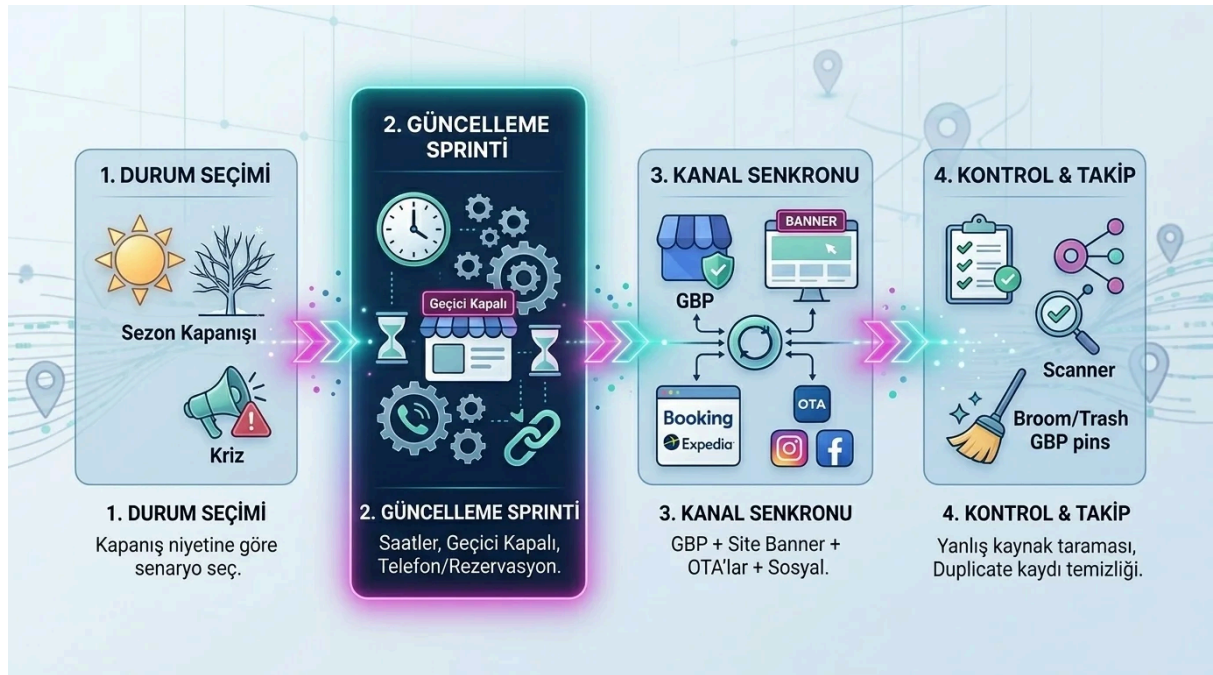 1. DURUM SEÇİMİ
Sezon Kapanışı
Kriz
1. DURUM SEÇİMİ
Kapanış niyetine göre
senaryo seç.
2. GÜNCELLEME
SPRINTİ
Geçici Kapalı
2. GÜNCELLEME SPRINTİ
Saatler, Geçici Kapalı,
Telefon/Rezervasyon.
3. KANAL SENKRONU
BANNER
GBP
Booking
Expedia
OTA
3. KANAL SENKRONU
GBP + Site Banner +
OTA'lar + Sosyal.
4. KONTROL & TAKİP
Scanner
Broom/Trash
GBP pins
4. KONTROL & TAKİP
Yanlış kaynak taraması,
Duplicate kaydı temizliği.